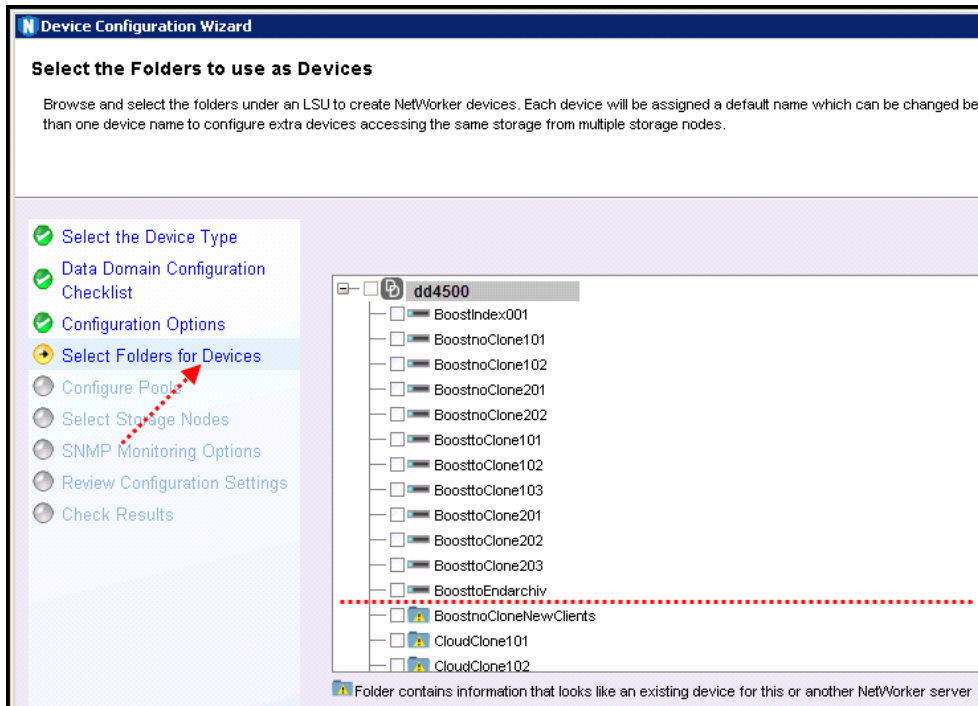 Device Configuration Wizard
Select the Folders to use as Devices
Browse and select the folders under an LSU to create NetWorker devices. Each device will be assigned a default name which can be changed be
than one device name to configure extra devices accessing the same storage from multiple storage nodes.
Select the Device Type
Data Domain Configuration
Checklist
Configuration Options
Select Folders for Devices
Configure Pools
Select Storage Nodes
SNMP Monitoring Options
Review Configuration Settings
Check Results
dd4500
BoostIndex001
BoostnoClone101
BoostnoClone102
BoostnoClone201
BoostnoClone202
BoosttoClone101
BoosttoClone102
BoosttoClone103
BoosttoClone201
BoosttoClone202
BoosttoClone203
BoosttoEndarchiv
BoostnoCloneNewClients
CloudClone101
CloudClone102
Folder contains information that looks like an existing device for this or another NetWorker server